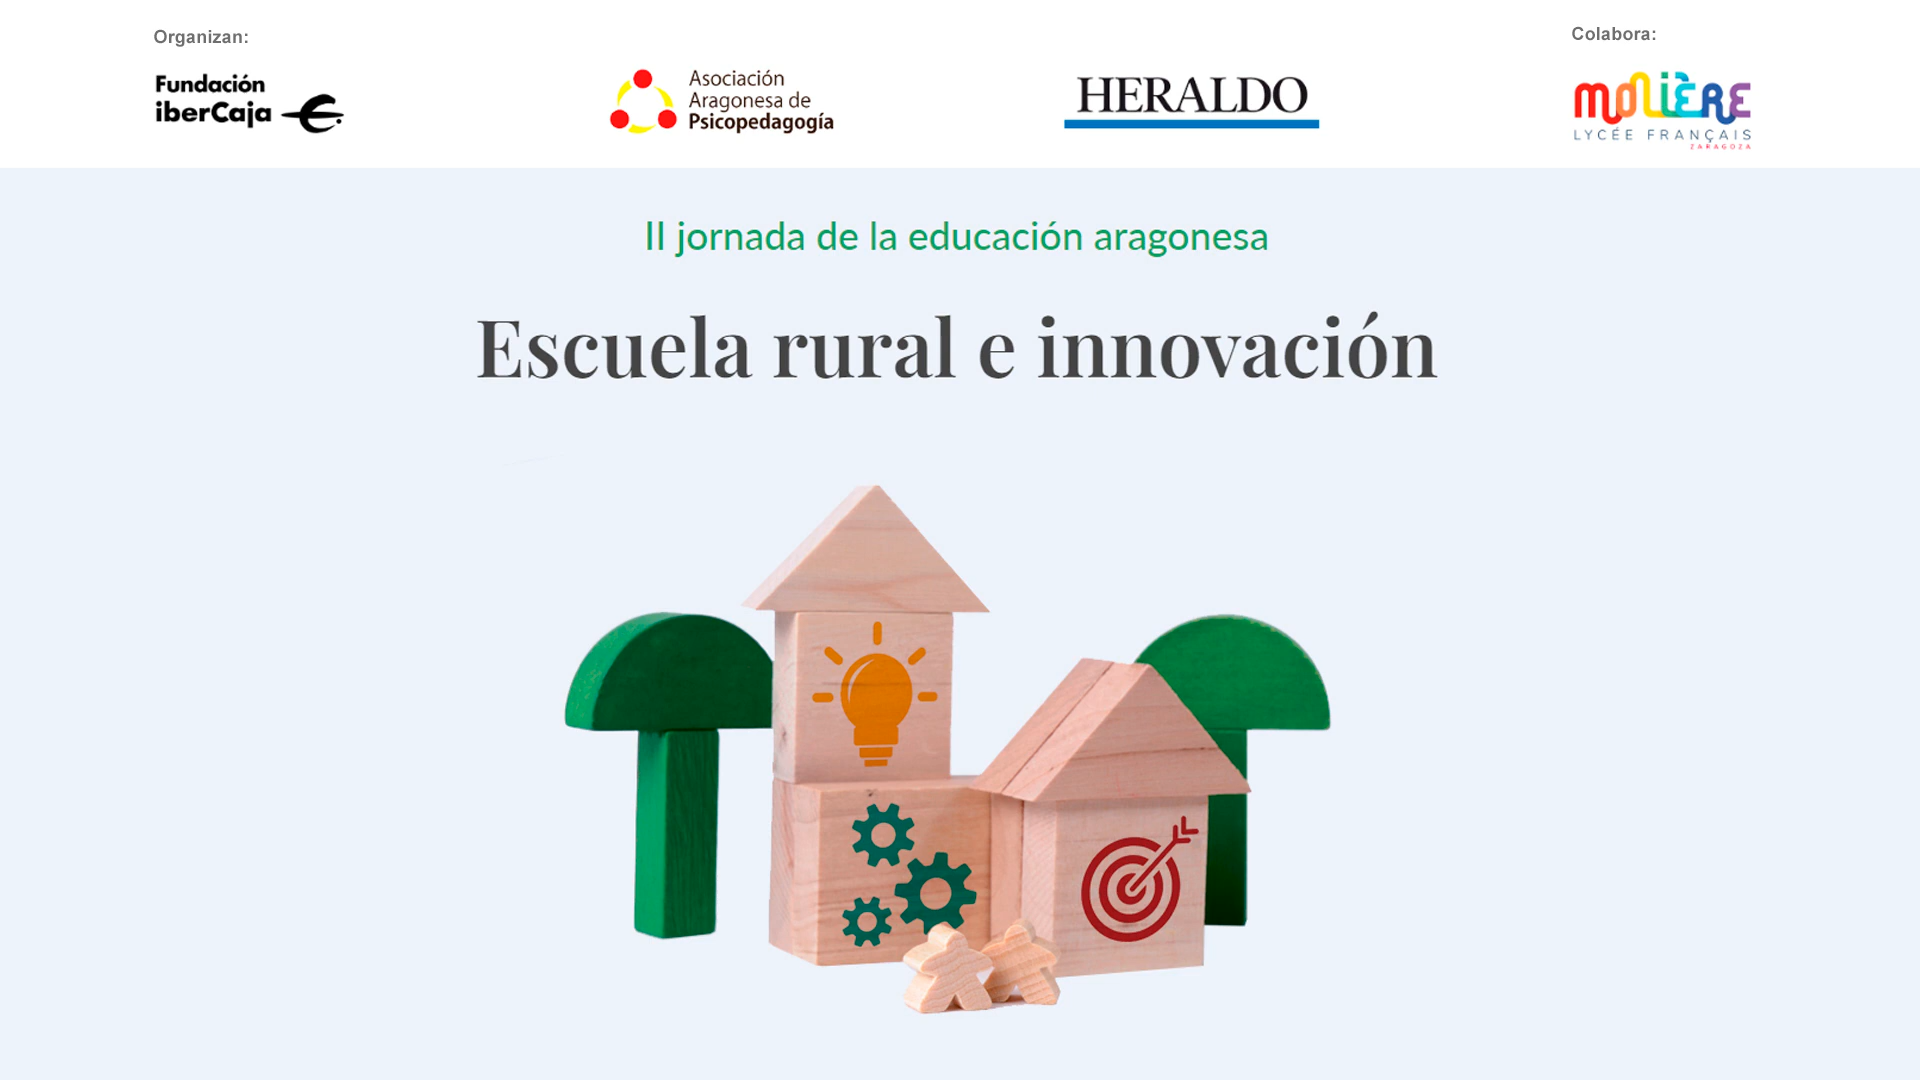 Organizan:
Colabora:
Fundación
iberCaja
Asociación
Aragonesa de
Psicopedagogía
HERALDO
MOLIÈRE
LYCÉE FRANÇAIS
ZARAGOZA
II jornada de la educación aragonesa
Escuela rural e innovación